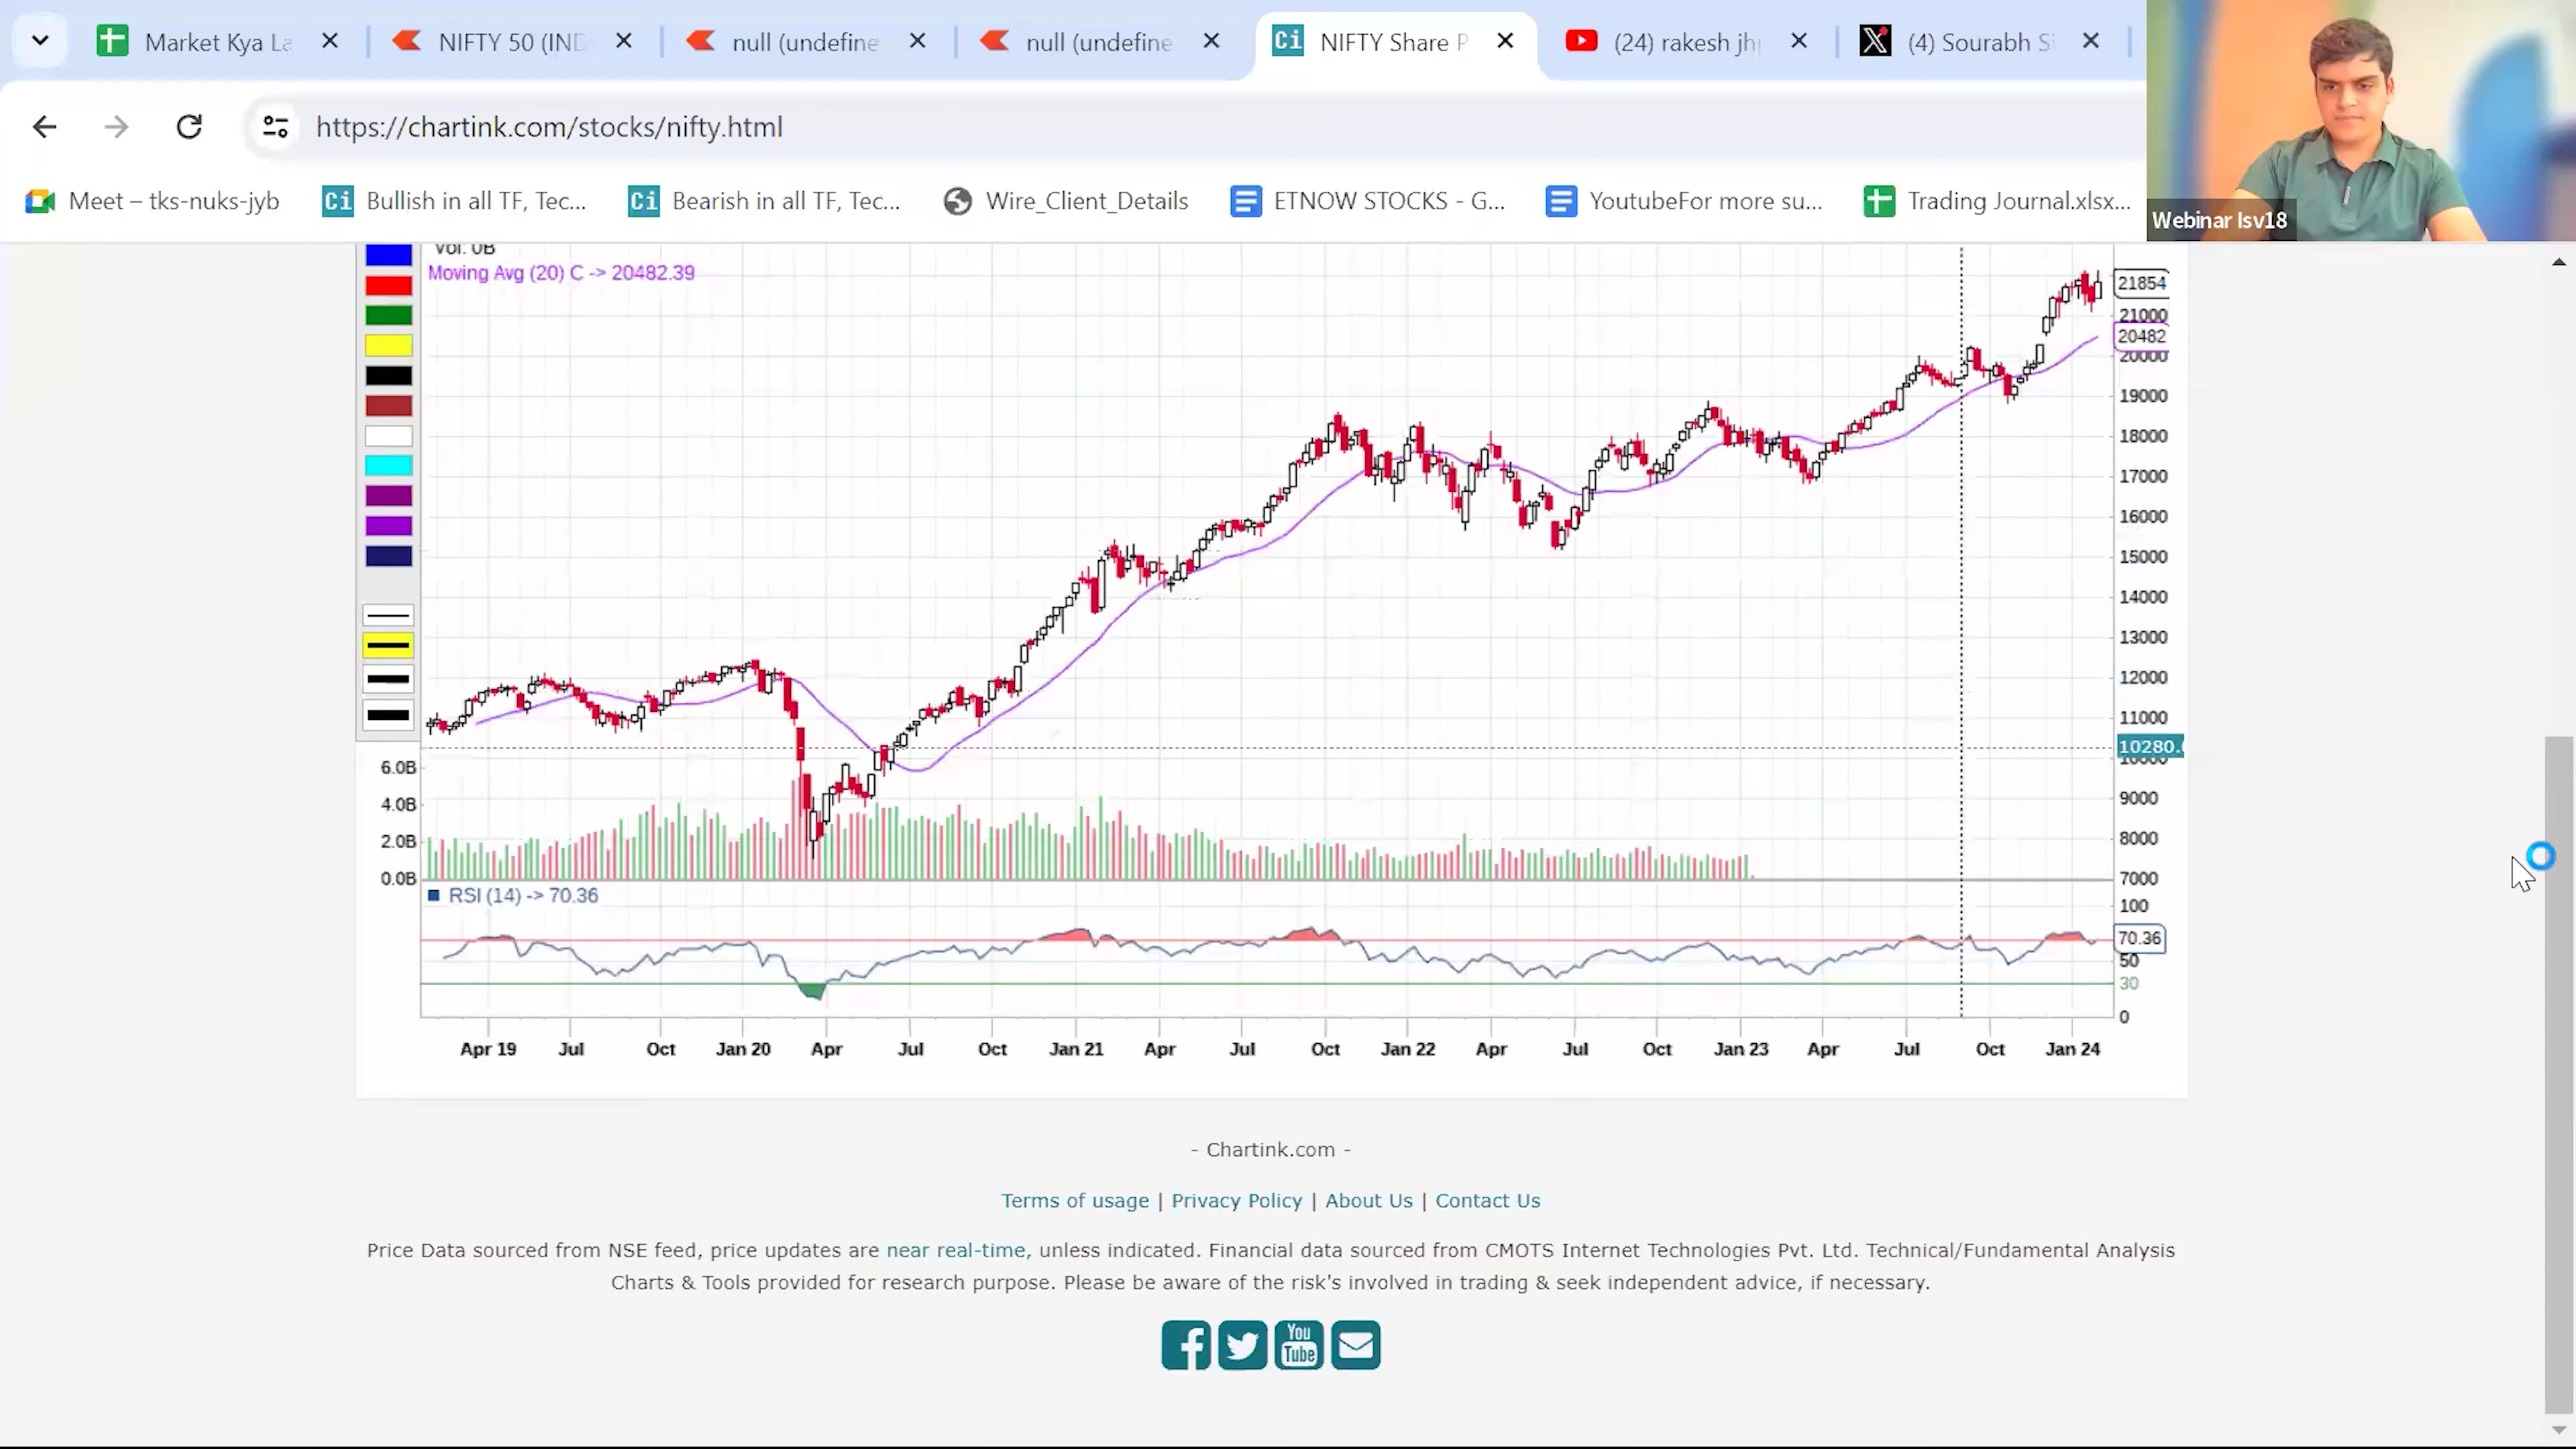 Market Kya La
NIFTY 50 (IND
null (undefine
null (undefine
Ci NIFTY Share P
(24) rakesh jh
(4) Sourabh S
https://chartink.com/stocks/nifty.html
Meet – tks-nuks-jyb
Ci Bullish in all TF, Tec...
Ci Bearish in all TF, Tec...
Wire_Client_Details
ETNOW STOCKS - G...
YoutubeFor more su...
Trading Journal.xlsx...
Webinar lsv18
Vol: 0B
Moving Avg (20) C -> 20482.39
21854
21000
20482
20000
19000
18000
17000
16000
15000
14000
13000
12000
11000
10280.
10000
9000
8000
7000
6.0B
4.0B
2.0B
0.0B
RSI (14) -> 70.36
100
70.36
50
30
0
Apr 19 Jul Oct Jan 20 Apr Jul Oct Jan 21 Apr Jul Oct Jan 22 Apr Jul Oct Jan 23 Apr Jul Oct Jan 24
- Chartink.com -
Terms of usage | Privacy Policy | About Us | Contact Us
Price Data sourced from NSE feed, price updates are near real-time, unless indicated. Financial data sourced from CMOTS Internet Technologies Pvt. Ltd. Technical/Fundamental Analysis
Charts & Tools provided for research purpose. Please be aware of the risk's involved in trading & seek independent advice, if necessary.
You
Tube